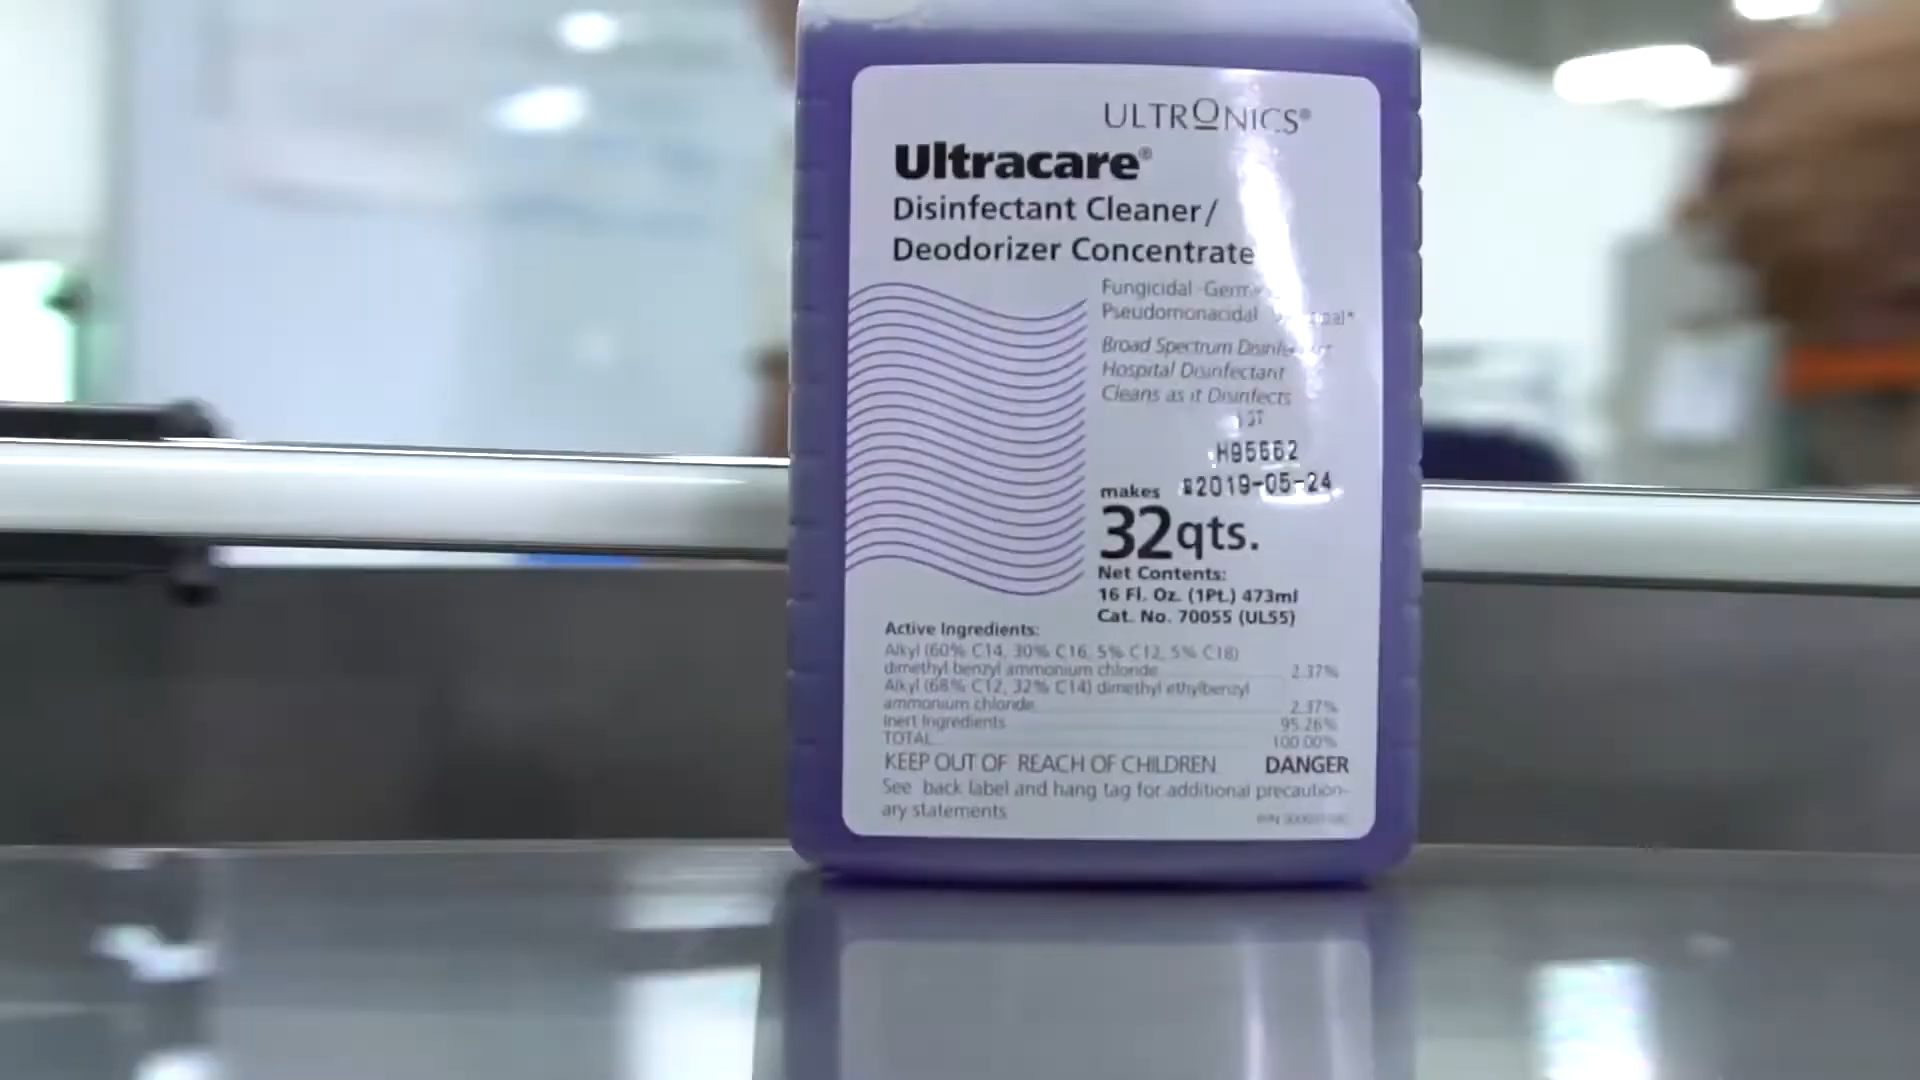 ULTRONICS®
Ultracare®
Disinfectant Cleaner/
Deodorizer Concentrate
Fungicidal
Pseudomonacidal
Broad Spectrum
Hospital Disinfectant
Cleans as it Disinfects
H95662
makes 2019-05-24
32qts.
Net Contents:
16 Fl. Oz. (1Pt.) 473ml
Cat. No. 70055 (UL55)
Active Ingredients:
Alkyl (60% C14, 30% C16, 5% C12, 5% C18)
dimethyl benzyl ammonium chloride 2.37%
Alkyl (68% C12, 32% C14) dimethyl ethylbenzyl
ammonium chloride 2.37%
Inert Ingredients 95.26%
TOTAL 100.00%
KEEP OUT OF REACH OF CHILDREN DANGER
See back label and hang tag for additional precaution-
ary statements